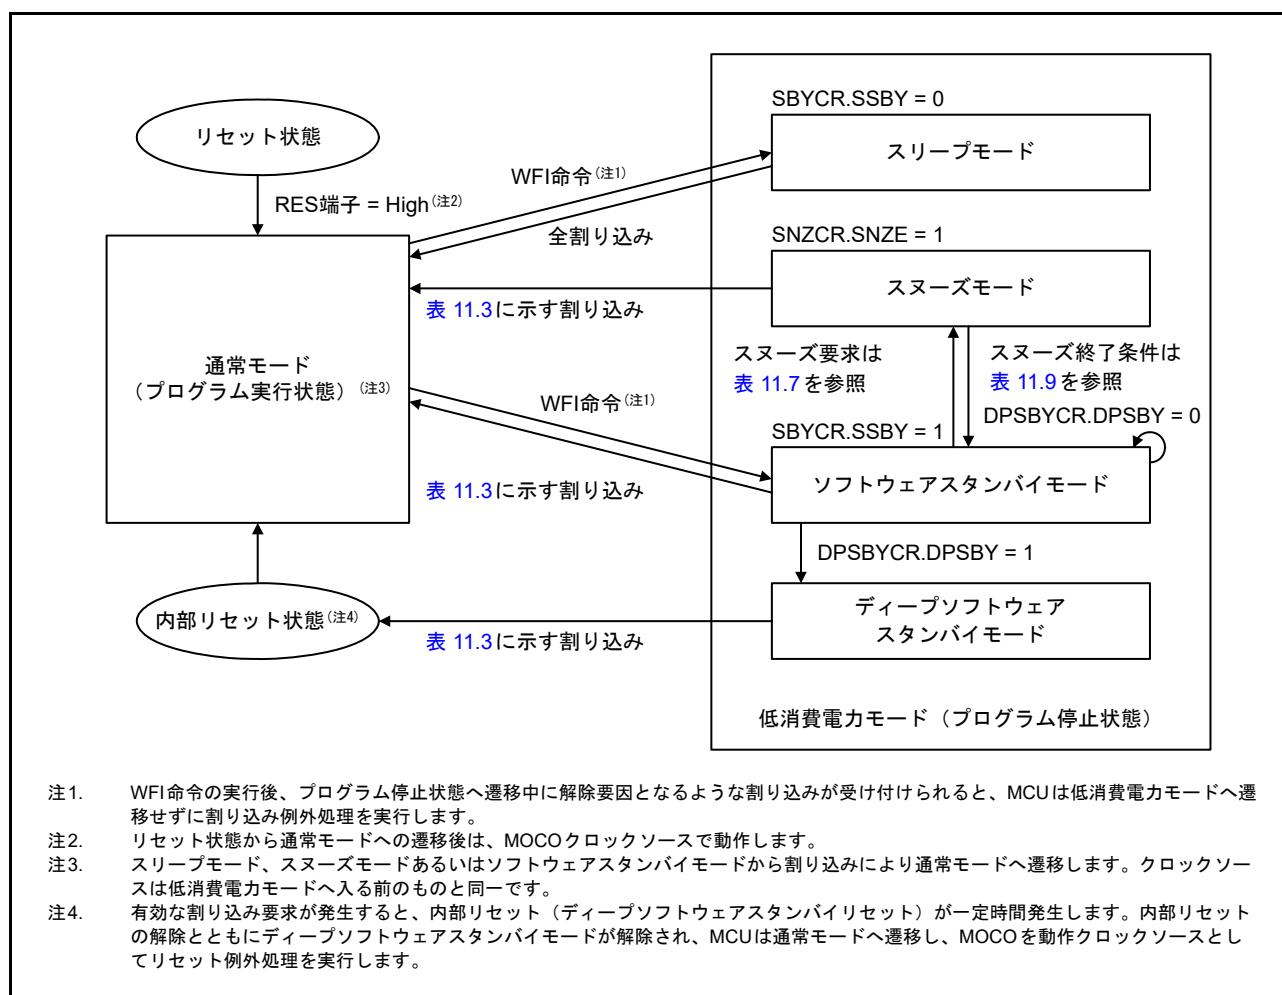 リセット状態
RES端子 = High(注2)
WFI命令(注1)
全割り込み
SBYCR.SSBY = 0
スリープモード
SNZCR.SNZE = 1
スヌーズモード
表 11.3に示す割り込み
通常モード
(プログラム実行状態)(注3)
スヌーズ要求は
表 11.7を参照
スヌーズ終了条件は
表 11.9を参照
WFI命令(注1)
DPSBYCR.DPSBY = 0
SBYCR.SSBY = 1
ソフトウェアスタンバイモード
表 11.3に示す割り込み
DPSBYCR.DPSBY = 1
内部リセット状態(注4)
ディープソフトウェア
スタンバイモード
表 11.3に示す割り込み
低消費電力モード(プログラム停止状態)
注1. WFI命令の実行後、プログラム停止状態へ遷移中に解除要因となるような割り込みが受け付けられると、MCUは低消費電力モードへ遷
移せずに割り込み例外処理を実行します。
注2. リセット状態から通常モードへの遷移後は、MOCOクロックソースで動作します。
注3. スリープモード、スヌーズモードあるいはソフトウェアスタンバイモードから割り込みにより通常モードへ遷移します。クロックソー
スは低消費電力モードへ入る前のものと同一です。
注4. 有効な割り込み要求が発生すると、内部リセット(ディープソフトウェアスタンバイリセット)が一定時間発生します。内部リセット
の解除とともにディープソフトウェアスタンバイモードが解除され、MCUは通常モードへ遷移し、MOCOを動作クロックソースとし
てリセット例外処理を実行します。